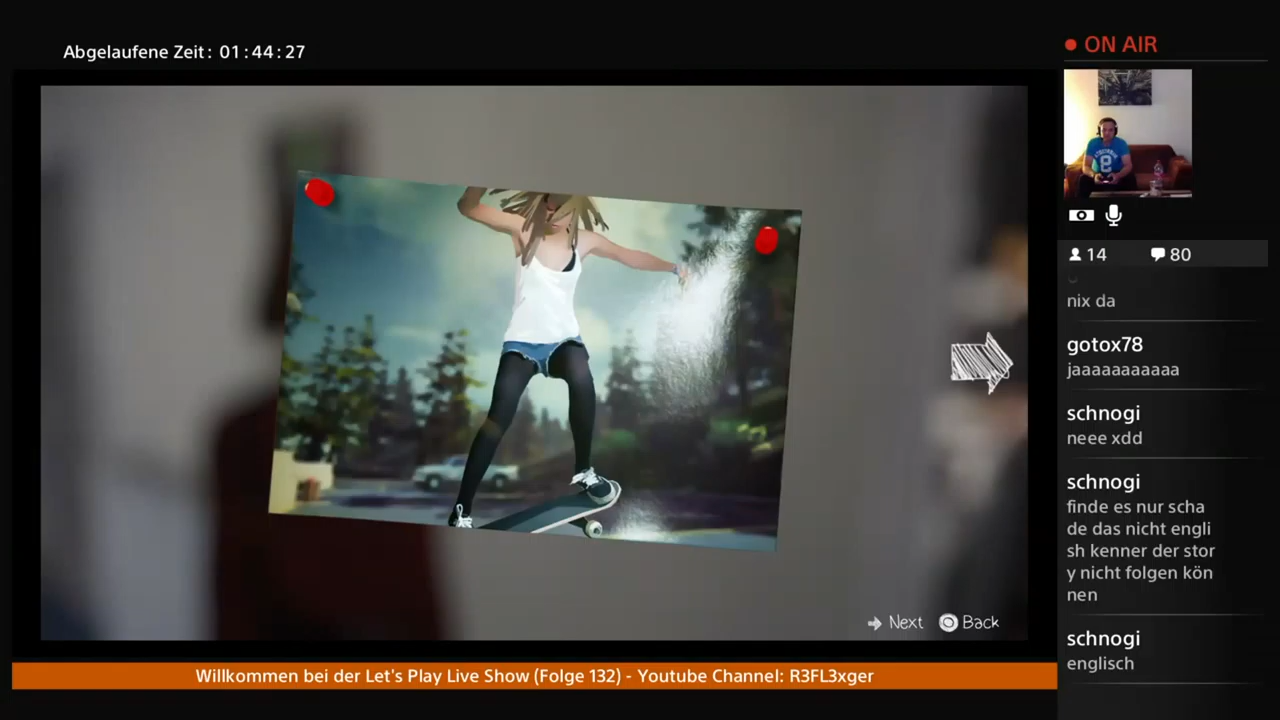 Abgelaufene Zeit: 01:44:27
ON AIR
14 80
nix da
gotox78
jaaaaaaaaaaa
schnogi
neee xdd
schnogi
finde es nur scha
de das nicht engli
sh kenner der stor
y nicht folgen kön
nen
schnogi
englisch
Next Back
Willkommen bei der Let's Play Live Show (Folge 132) - Youtube Channel: R3FL3xger